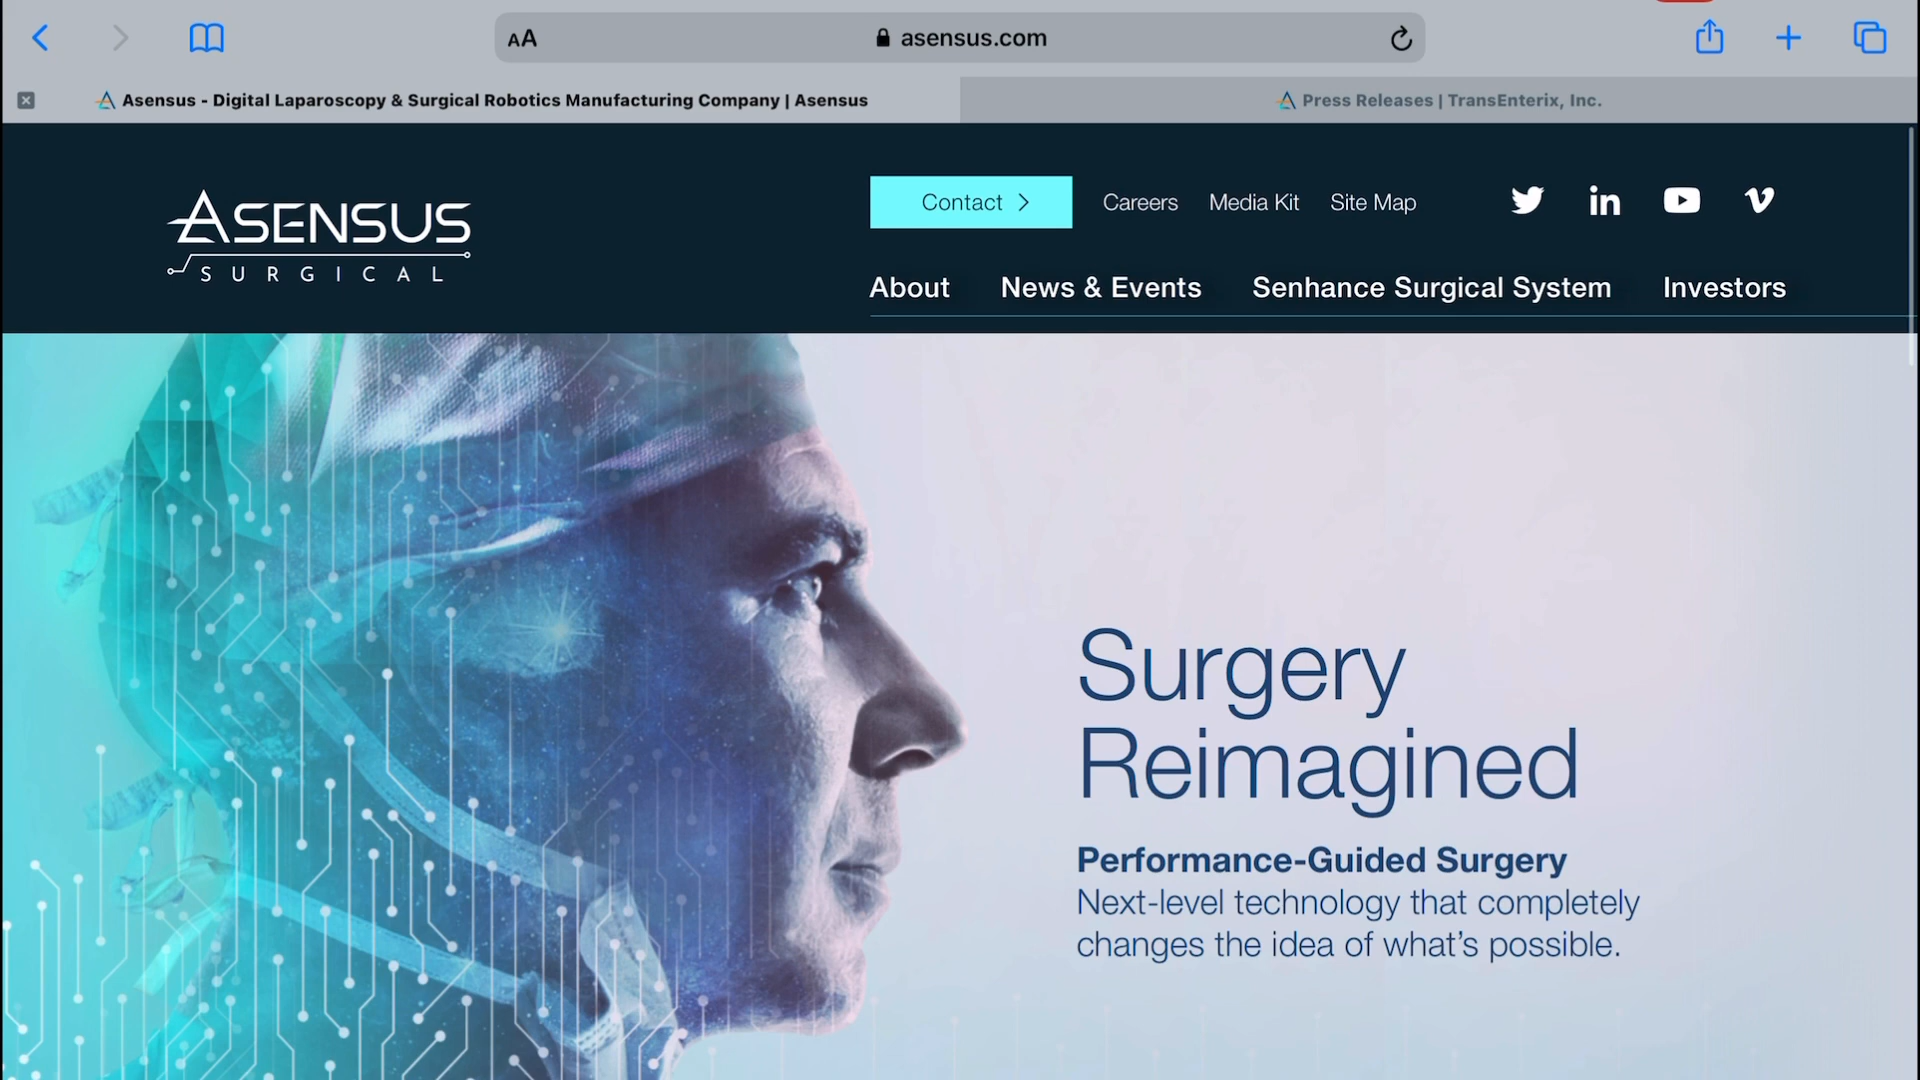 AA
asensus.com
Asensus - Digital Laparoscopy & Surgical Robotics Manufacturing Company | Asensus
Press Releases | TransEnterix, Inc.
ASENSUS
SURGICAL
Contact >
Careers
Media Kit
Site Map
in
About
News & Events
Senhance Surgical System
Investors
Surgery
Reimagined
Performance-Guided Surgery
Next-level technology that completely
changes the idea of what’s possible.